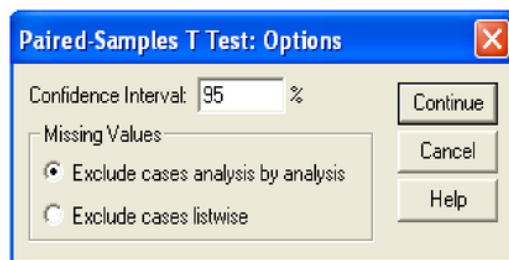 Paired-Samples T Test: Options
Confidence Interval: 95 %
Continue
Missing Values
Cancel
Exclude cases analysis by analysis
Help
Exclude cases listwise